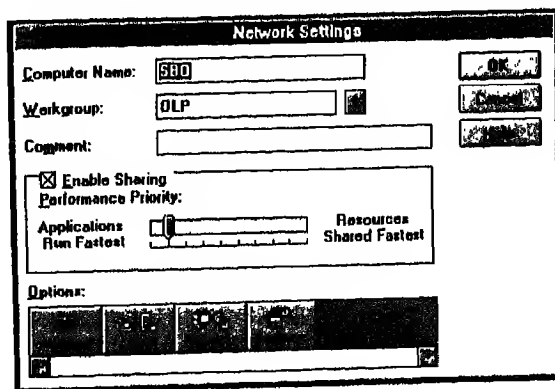 Network Settings
Computer Name:
OK
Workgroup: OLP
Cancel
Comment:
Enable Sharing
Performance Priority:
Applications Run Fastest
Resources Shared Fastest
Options: